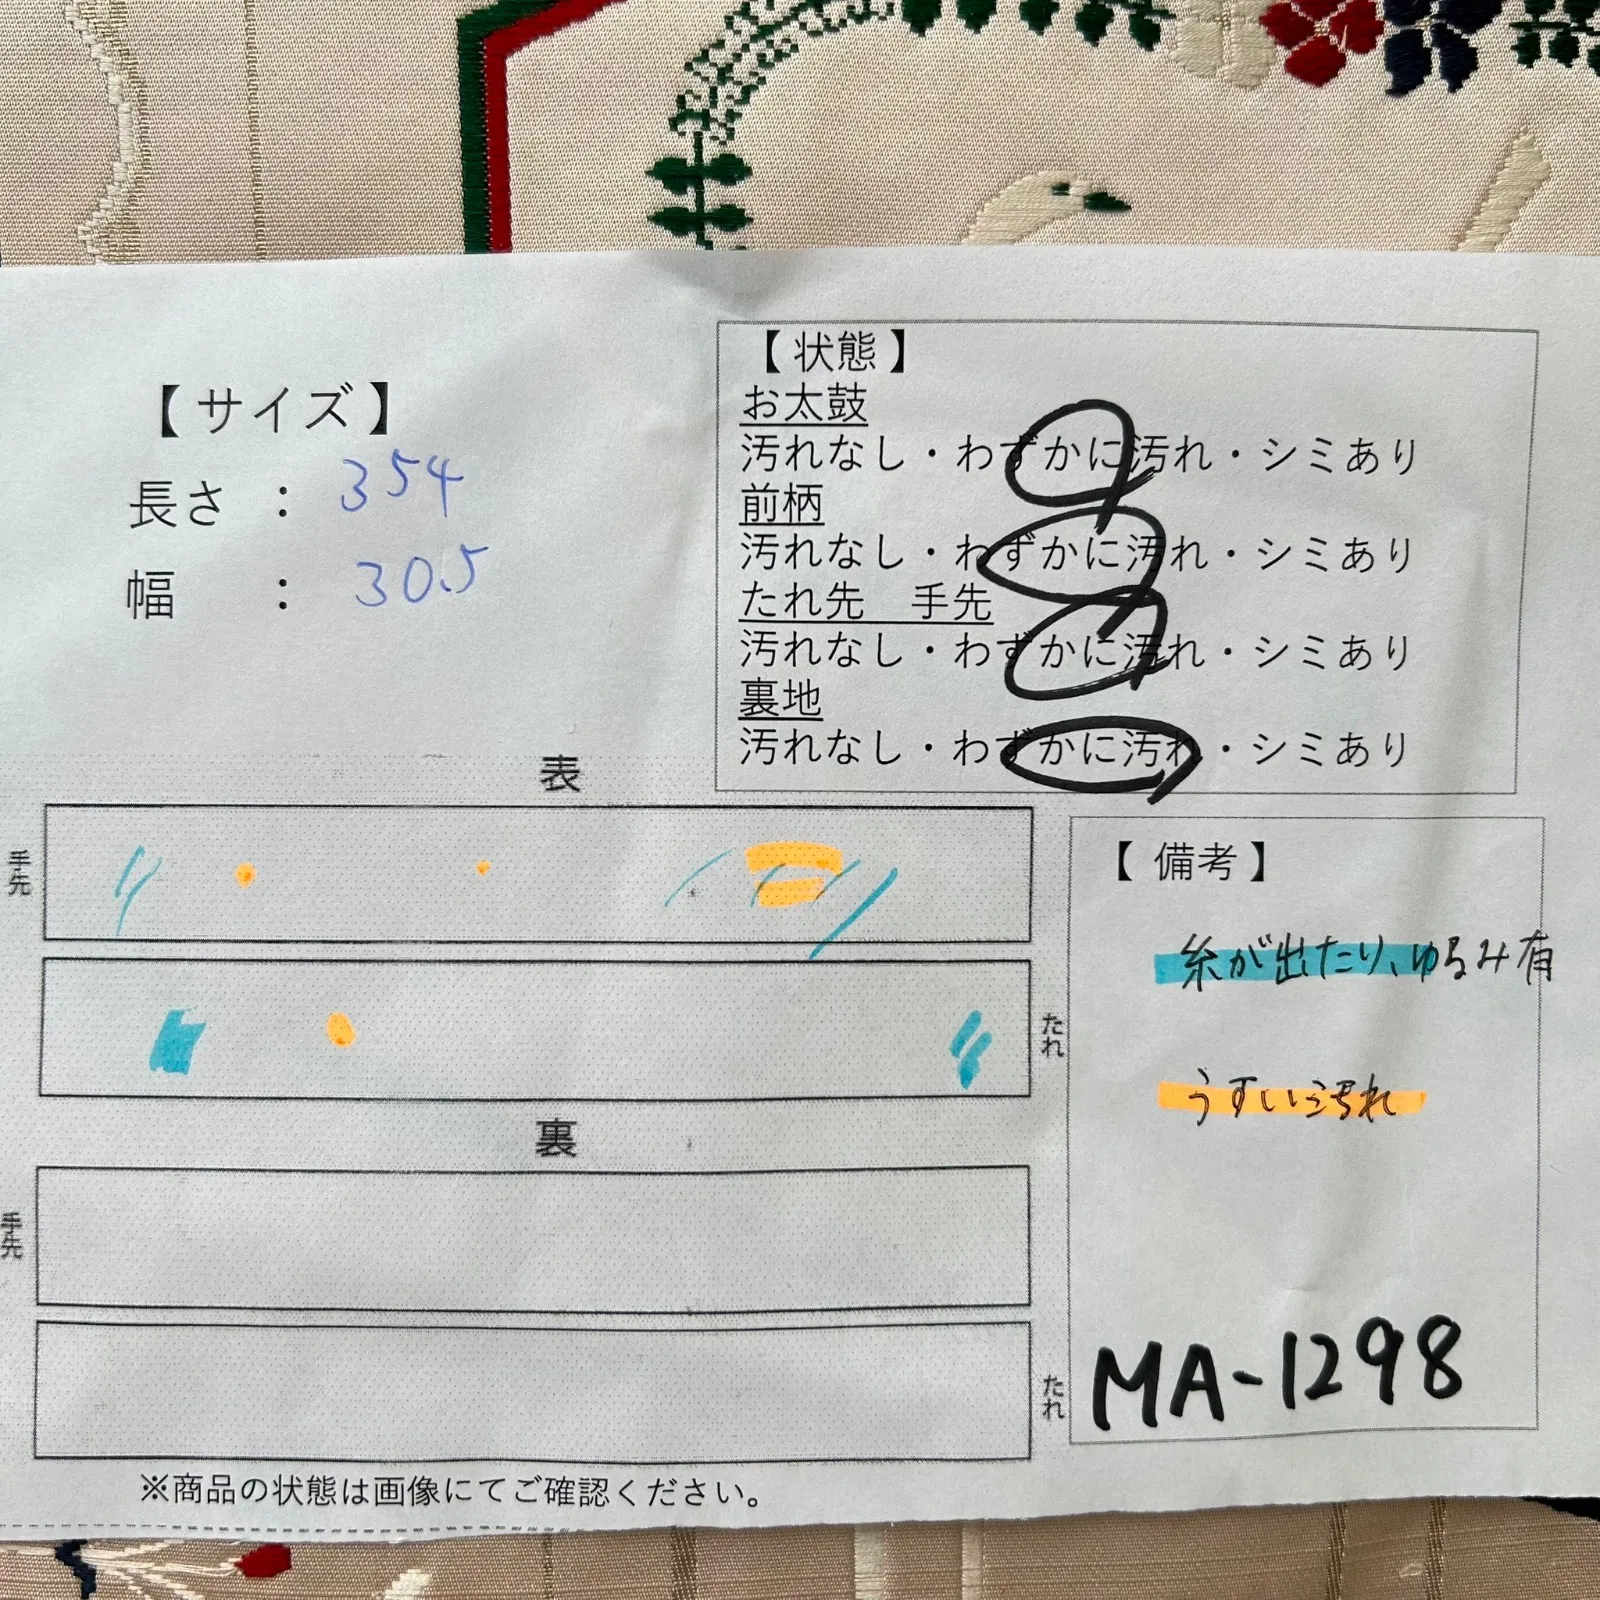 【 サイズ 】
長さ ： 354
幅 ： 30.5
【 状態 】
お太鼓
汚れなし・わずかに汚れ・シミあり
前柄
汚れなし・わずかに汚れ・シミあり
たれ先　手先
汚れなし・わずかに汚れ・シミあり
裏地
汚れなし・わずかに汚れ・シミあり
表
手先
たれ
裏
手先
たれ
【 備考 】
糸が出たり、ゆるみ有
うすい汚れ
MA-1298
※商品の状態は画像にてご確認ください。